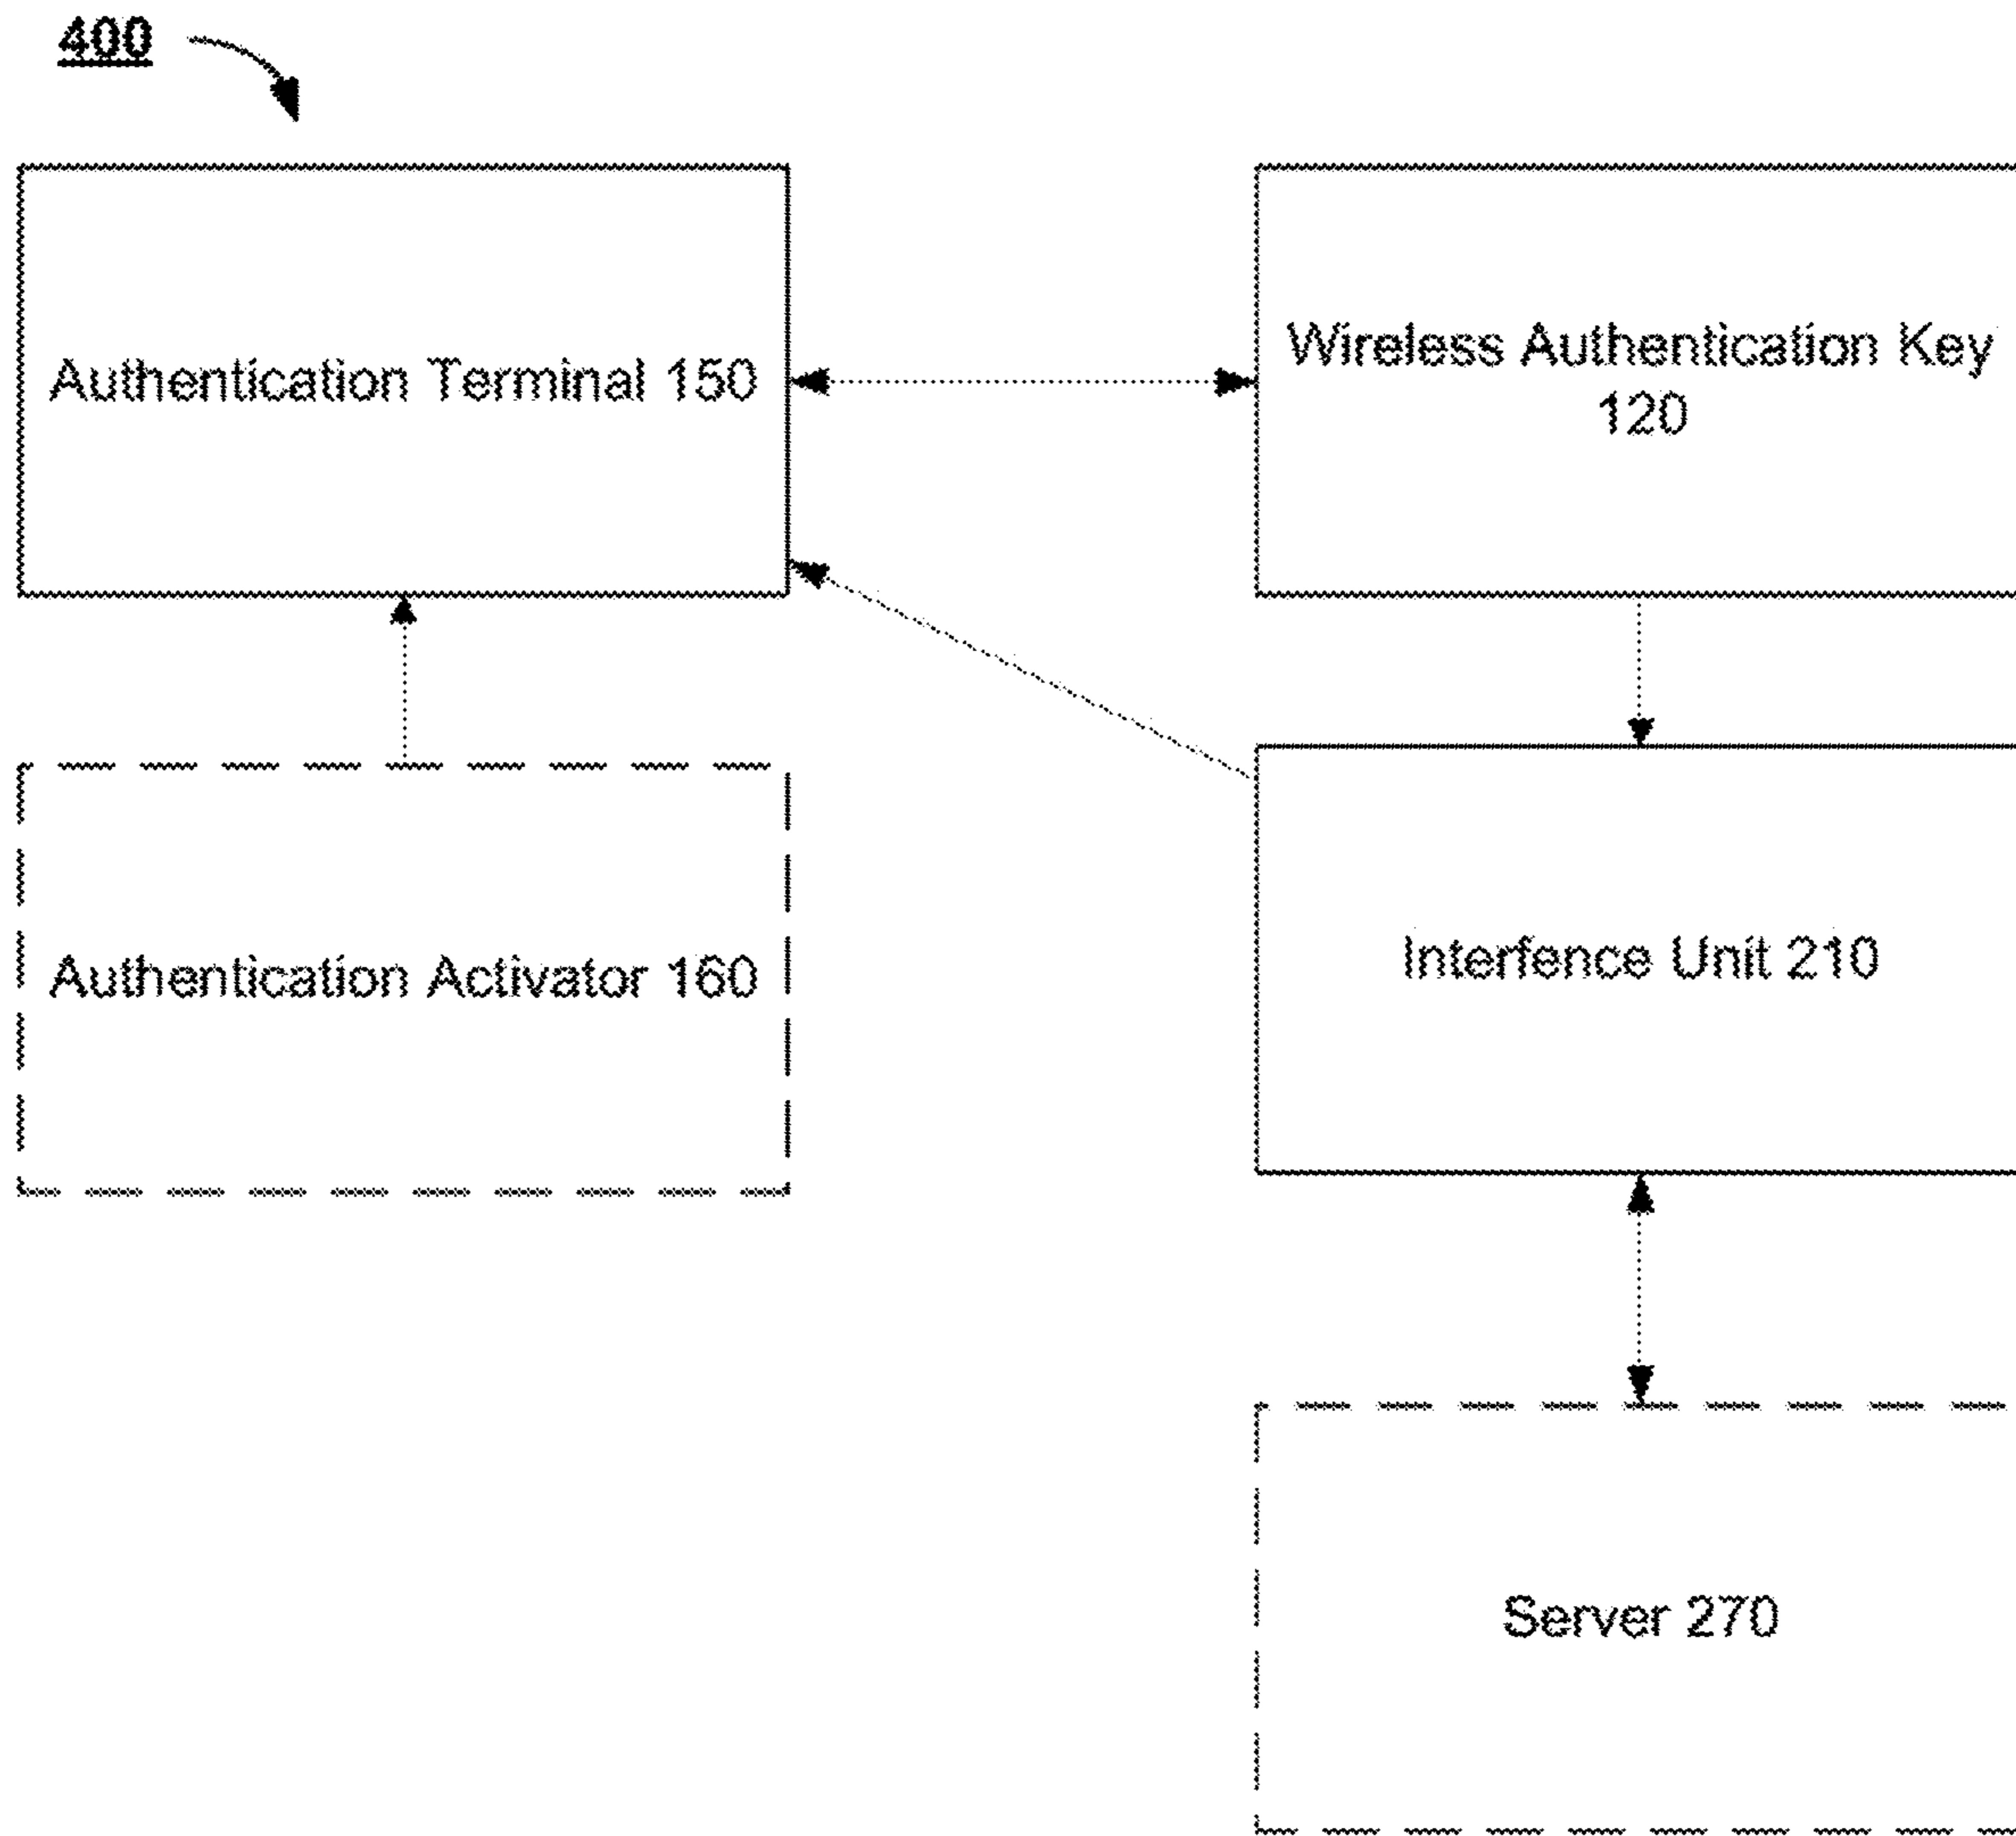 400
Authentication Terminal 150
Wireless Authentication Key
120
Authentication Activator 160
Interfence Unit 210
Server 270